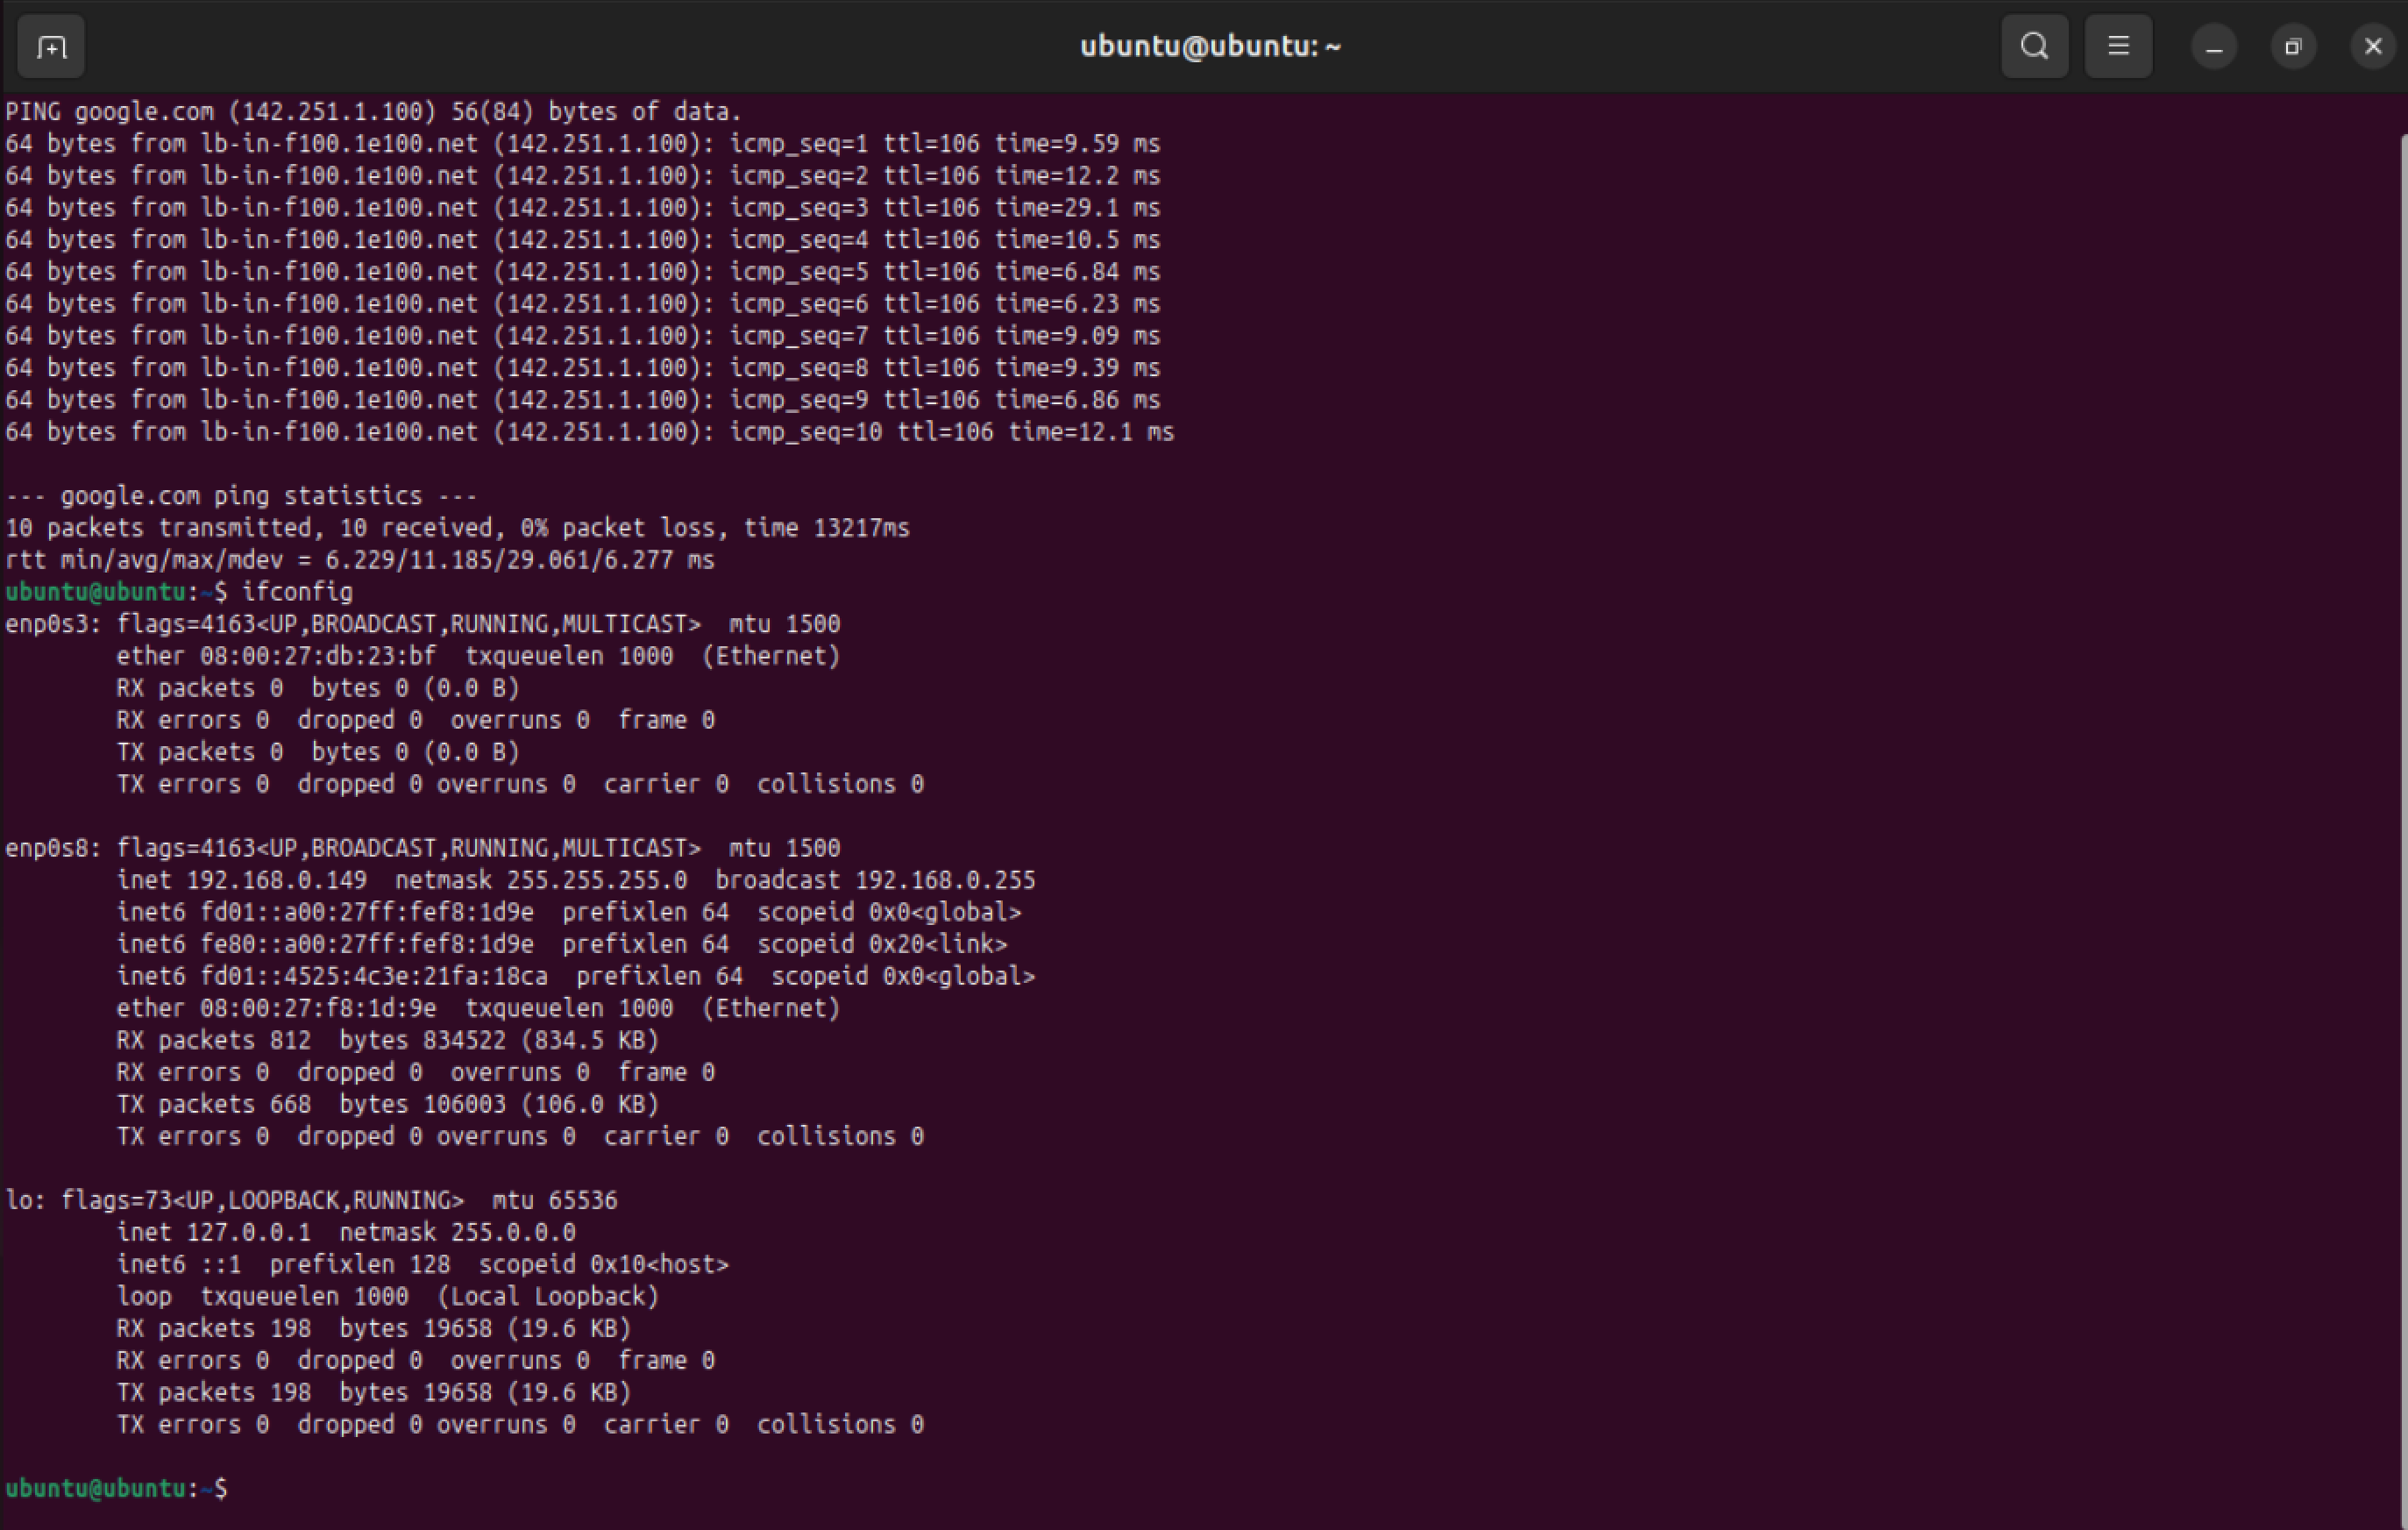 ubuntu@ubuntu: ~
PING google.com (142.251.1.100) 56(84) bytes of data.
64 bytes from lb-in-f100.1e100.net (142.251.1.100): icmp_seq=1 ttl=106 time=9.59 ms
64 bytes from lb-in-f100.1e100.net (142.251.1.100): icmp_seq=2 ttl=106 time=12.2 ms
64 bytes from lb-in-f100.1e100.net (142.251.1.100): icmp_seq=3 ttl=106 time=29.1 ms
64 bytes from lb-in-f100.1e100.net (142.251.1.100): icmp_seq=4 ttl=106 time=10.5 ms
64 bytes from lb-in-f100.1e100.net (142.251.1.100): icmp_seq=5 ttl=106 time=6.84 ms
64 bytes from lb-in-f100.1e100.net (142.251.1.100): icmp_seq=6 ttl=106 time=6.23 ms
64 bytes from lb-in-f100.1e100.net (142.251.1.100): icmp_seq=7 ttl=106 time=9.09 ms
64 bytes from lb-in-f100.1e100.net (142.251.1.100): icmp_seq=8 ttl=106 time=9.39 ms
64 bytes from lb-in-f100.1e100.net (142.251.1.100): icmp_seq=9 ttl=106 time=6.86 ms
64 bytes from lb-in-f100.1e100.net (142.251.1.100): icmp_seq=10 ttl=106 time=12.1 ms
--- google.com ping statistics ---
10 packets transmitted, 10 received, 0% packet loss, time 13217ms
rtt min/avg/max/mdev = 6.229/11.185/29.061/6.277 ms
ubuntu@ubuntu:~$ ifconfig
enp0s3: flags=4163<UP,BROADCAST,RUNNING,MULTICAST>  mtu 1500
        ether 08:00:27:db:23:bf  txqueuelen 1000  (Ethernet)
        RX packets 0  bytes 0 (0.0 B)
        RX errors 0  dropped 0  overruns 0  frame 0
        TX packets 0  bytes 0 (0.0 B)
        TX errors 0  dropped 0 overruns 0  carrier 0  collisions 0
enp0s8: flags=4163<UP,BROADCAST,RUNNING,MULTICAST>  mtu 1500
        inet 192.168.0.149  netmask 255.255.255.0  broadcast 192.168.0.255
        inet6 fd01::a00:27ff:fef8:1d9e  prefixlen 64  scopeid 0x0<global>
        inet6 fe80::a00:27ff:fef8:1d9e  prefixlen 64  scopeid 0x20<link>
        inet6 fd01::4525:4c3e:21fa:18ca  prefixlen 64  scopeid 0x0<global>
        ether 08:00:27:f8:1d:9e  txqueuelen 1000  (Ethernet)
        RX packets 812  bytes 834522 (834.5 KB)
        RX errors 0  dropped 0  overruns 0  frame 0
        TX packets 668  bytes 106003 (106.0 KB)
        TX errors 0  dropped 0 overruns 0  carrier 0  collisions 0
lo: flags=73<UP,LOOPBACK,RUNNING>  mtu 65536
        inet 127.0.0.1  netmask 255.0.0.0
        inet6 ::1  prefixlen 128  scopeid 0x10<host>
        loop  txqueuelen 1000  (Local Loopback)
        RX packets 198  bytes 19658 (19.6 KB)
        RX errors 0  dropped 0  overruns 0  frame 0
        TX packets 198  bytes 19658 (19.6 KB)
        TX errors 0  dropped 0 overruns 0  carrier 0  collisions 0
ubuntu@ubuntu:~$